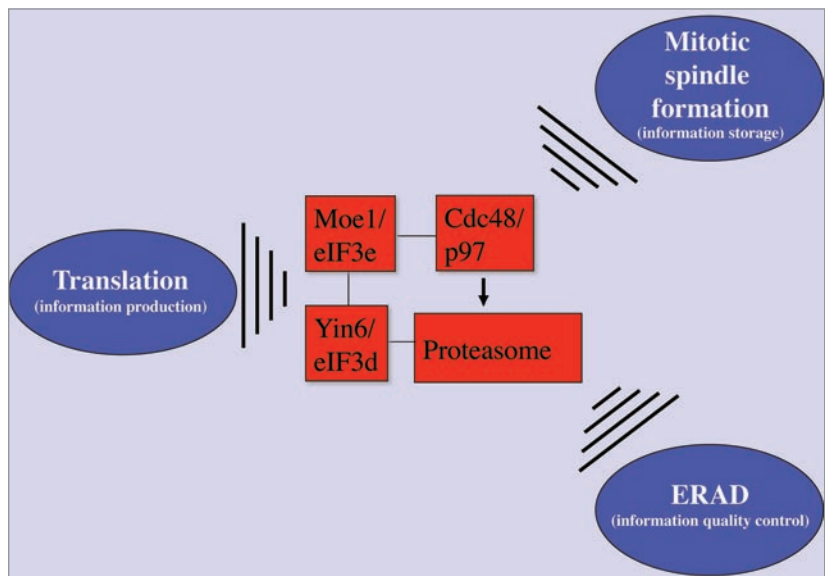 Mitotic
spindle
formation
(information storage)
Moe1/
eIF3e
Cdc48/
p97
Translation
(information production)
Yin6/
eIF3d
Proteasome
ERAD
(information quality control)